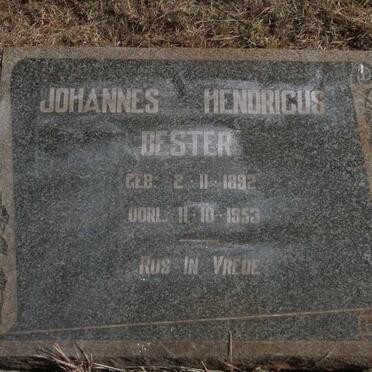 JOHANNES HENDRICUS
BESTER
GEB. 2-11-1892
OORL. 11-10-1953
RUS IN VREDE